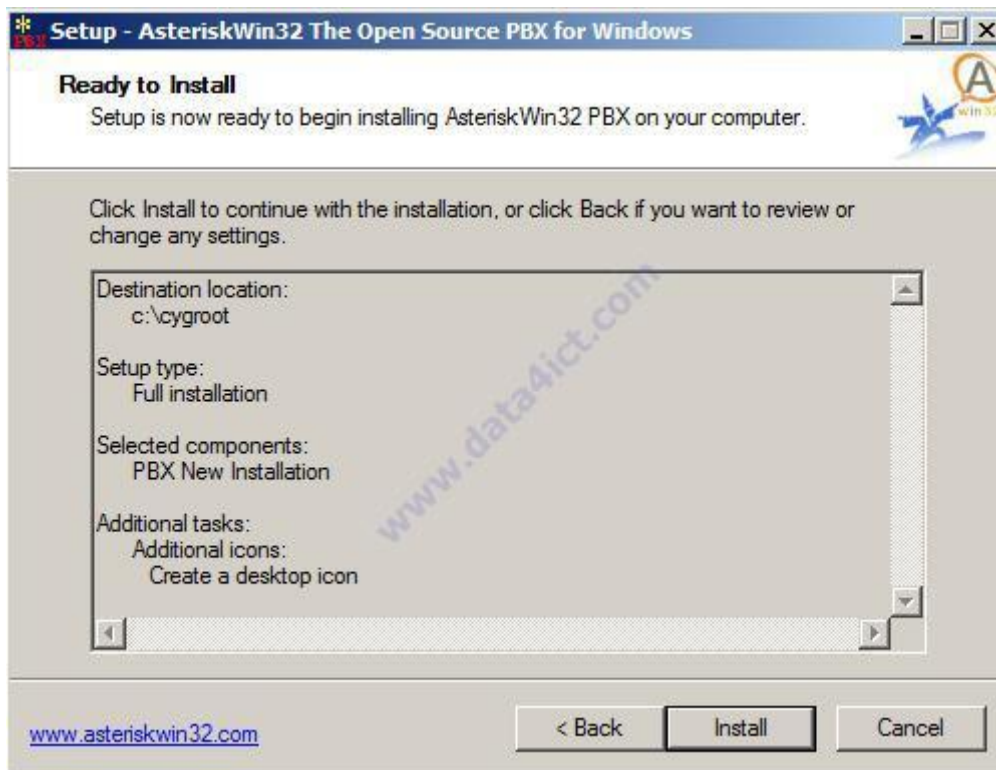 PBX
Setup - AsteriskWin32 The Open Source PBX for Windows
Ready to Install
Setup is now ready to begin installing AsteriskWin32 PBX on your computer.
A
Click Install to continue with the installation, or click Back if you want to review or
change any settings.
Destination location:
c:\cygroot
Setup type:
Full installation
Selected components:
PBX New Installation
Additional tasks:
Additional icons:
Create a desktop icon
www.data4ict.com
www.asteriskwin32.com
< Back
Install
Cancel